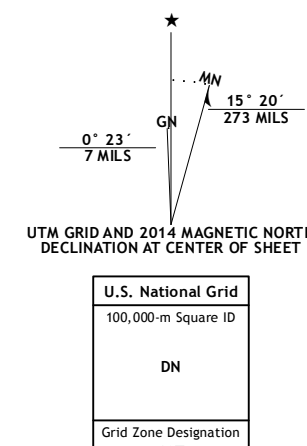 ★
MN
GN
15° 20´
273 MILS
0° 23´
7 MILS
UTM GRID AND 2014 MAGNETIC NORTH
DECLINATION AT CENTER OF SHEET
U.S. National Grid
100,000-m Square ID
DN
Grid Zone Designation